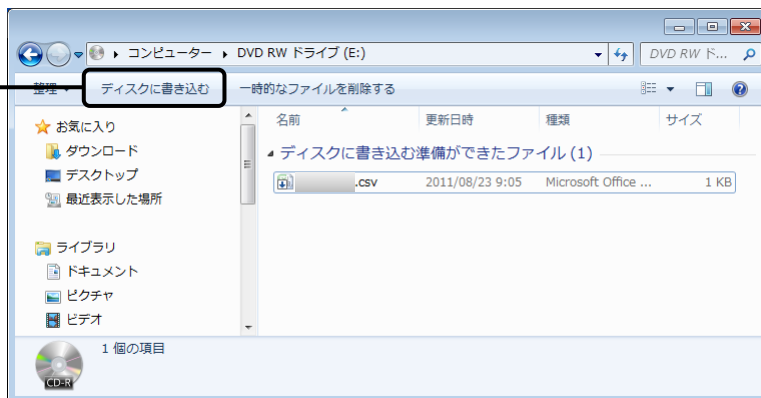 コンピューター ▸ DVD RW ドライブ (E:)
DVD RW ド...
整理 ディスクに書き込む 一時的なファイルを削除する
お気に入り
ダウンロード
デスクトップ
最近表示した場所
ライブラリ
ドキュメント
ピクチャ
ビデオ
名前 更新日時 種類 サイズ
ディスクに書き込む準備ができたファイル (1)
.csv 2011/08/23 9:05 Microsoft Office ... 1 KB
1 個の項目
CD-R